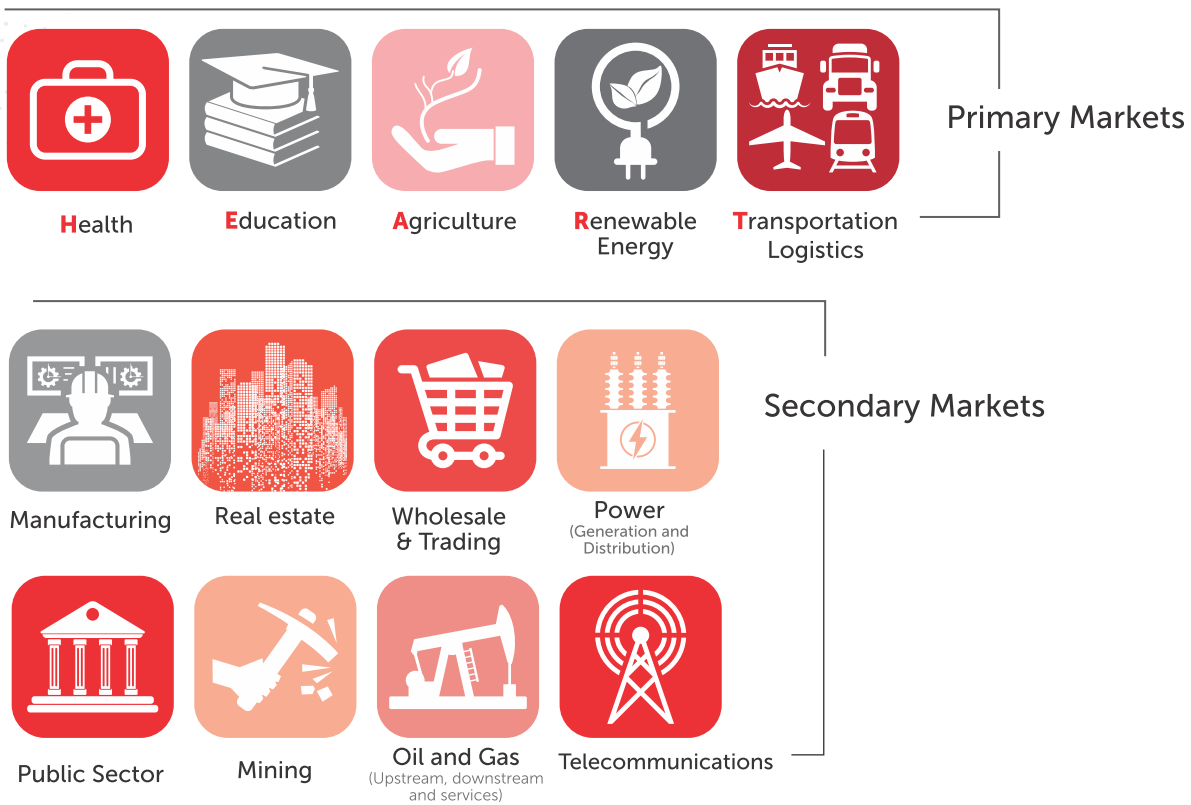 Primary Markets
Health
Education
Agriculture
Renewable
Energy
Transportation
Logistics
Secondary Markets
Manufacturing
Real estate
Wholesale
& Trading
Power
(Generation and
Distribution)
Public Sector
Mining
Oil and Gas
(Upstream, downstream
and services)
Telecommunications